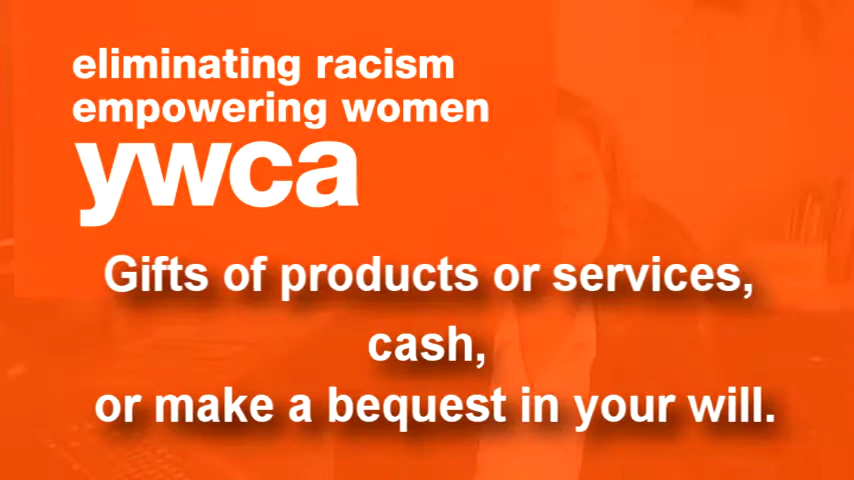 eliminating racism
empowering women
ywca
Gifts of products or services,
cash,
or make a bequest in your will.